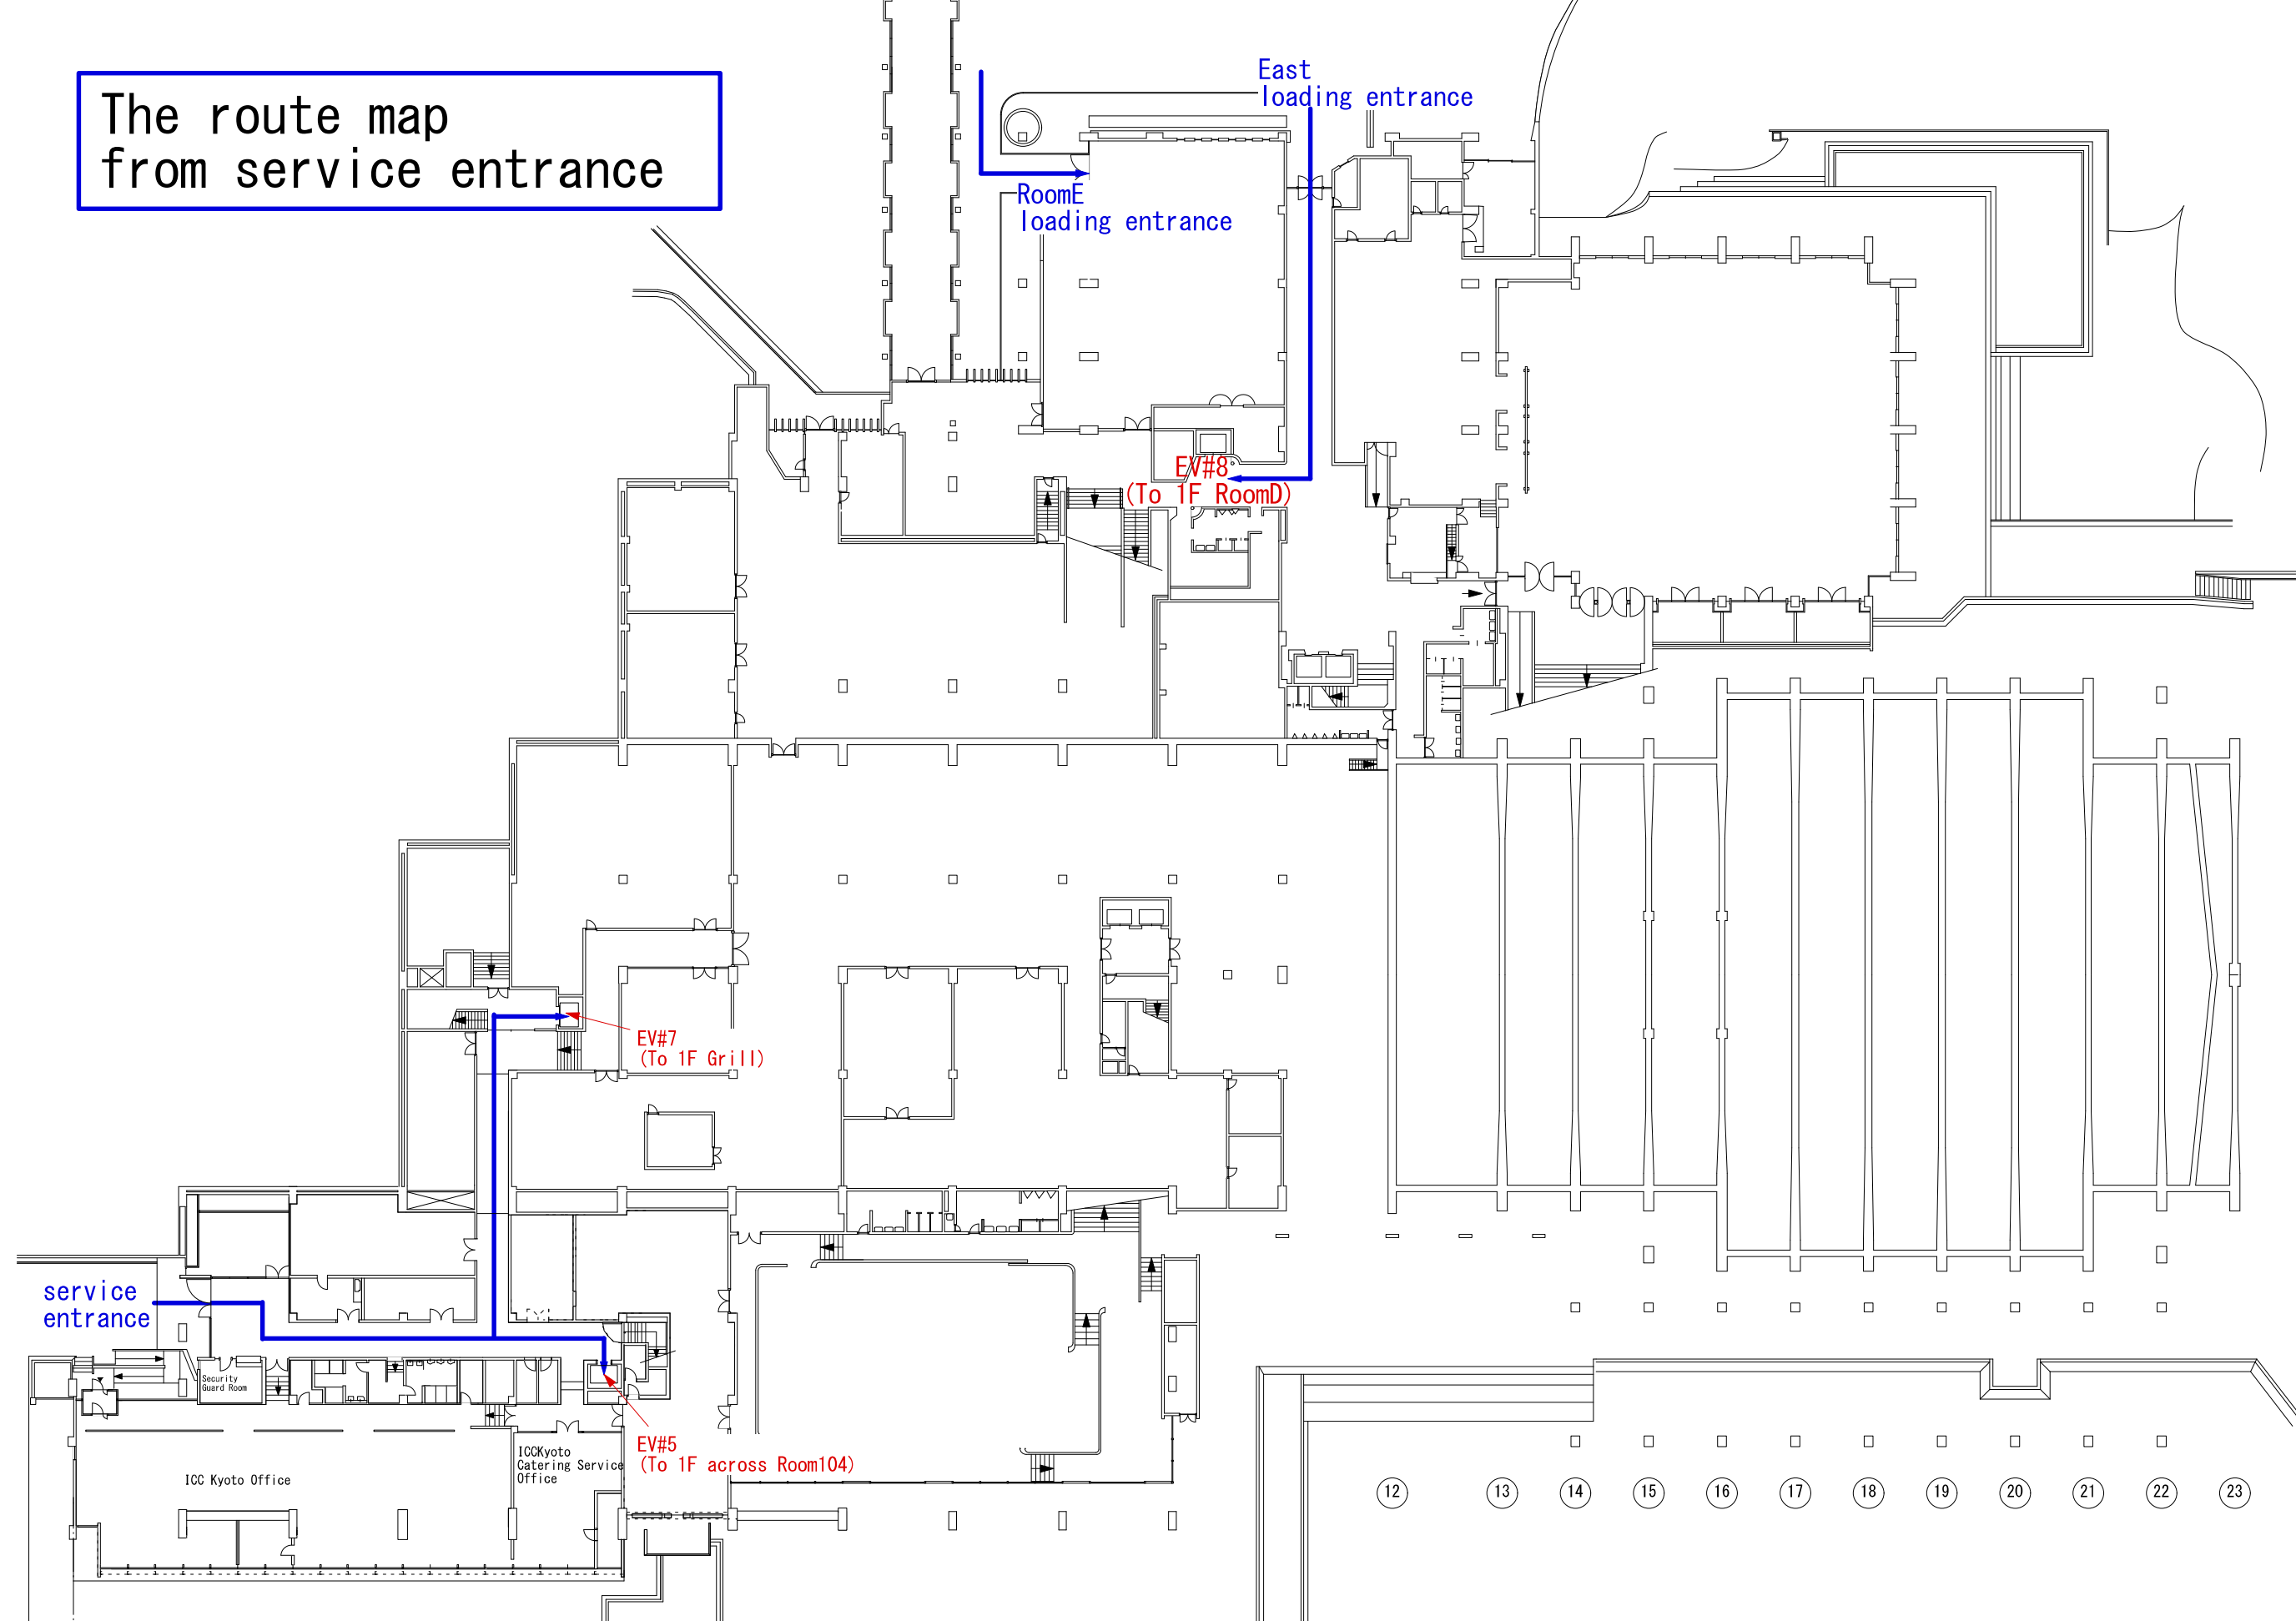 The route map
from service entrance
East
loading entrance
RoomE
loading entrance
EV#8
(To 1F RoomD)
EV#7
(To 1F Grill)
service
entrance
Security
Guard Room
EV#5
(To 1F across Room104)
ICCKyoto
Catering Service
Office
ICC Kyoto Office
12
13
14
15
16
17
18
19
20
21
22
23